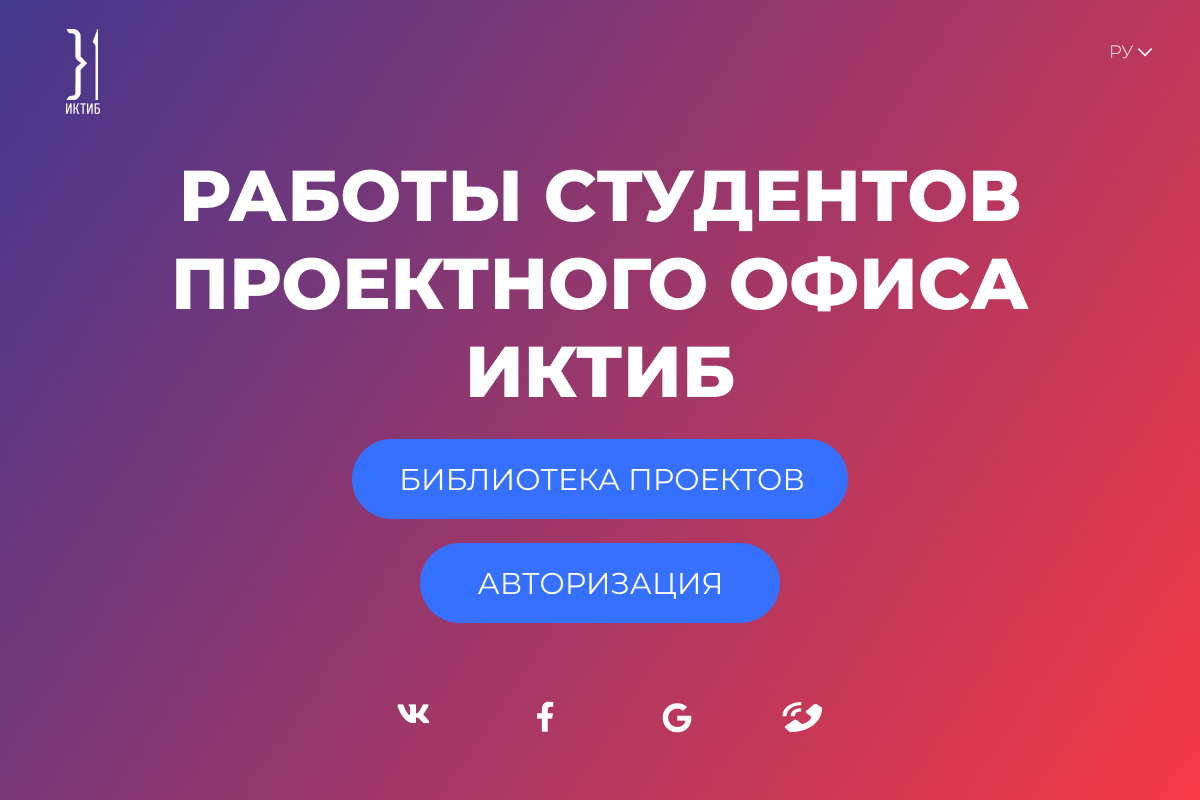 ИКТИБ
РУ
РАБОТЫ СТУДЕНТОВ
ПРОЕКТНОГО ОФИСА
ИКТИБ
БИБЛИОТЕКА ПРОЕКТОВ
АВТОРИЗАЦИЯ